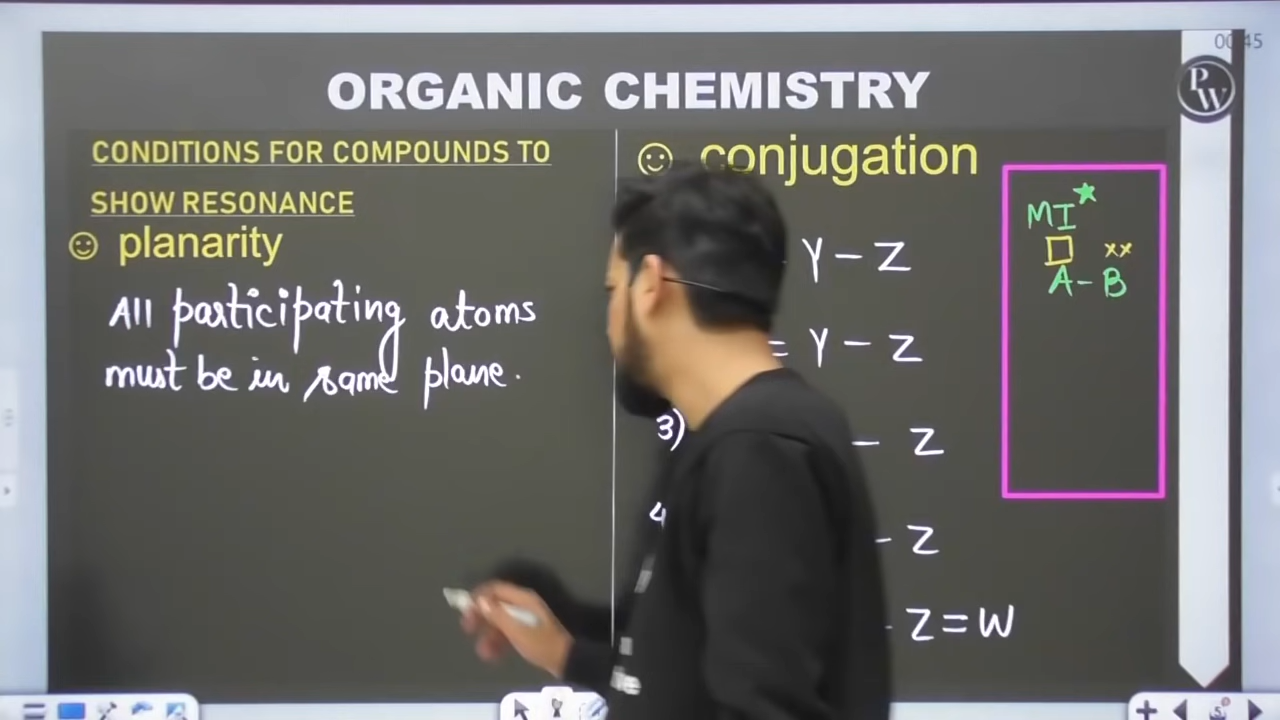 00:45
ORGANIC CHEMISTRY
PW
CONDITIONS FOR COMPOUNDS TO
SHOW RESONANCE
☺ planarity
All participating atoms
must be in same plane.
☺ conjugation
Y – Z
= Y – Z
3) – Z
4 – Z
- Z = W
MI*
□ xx
A – B